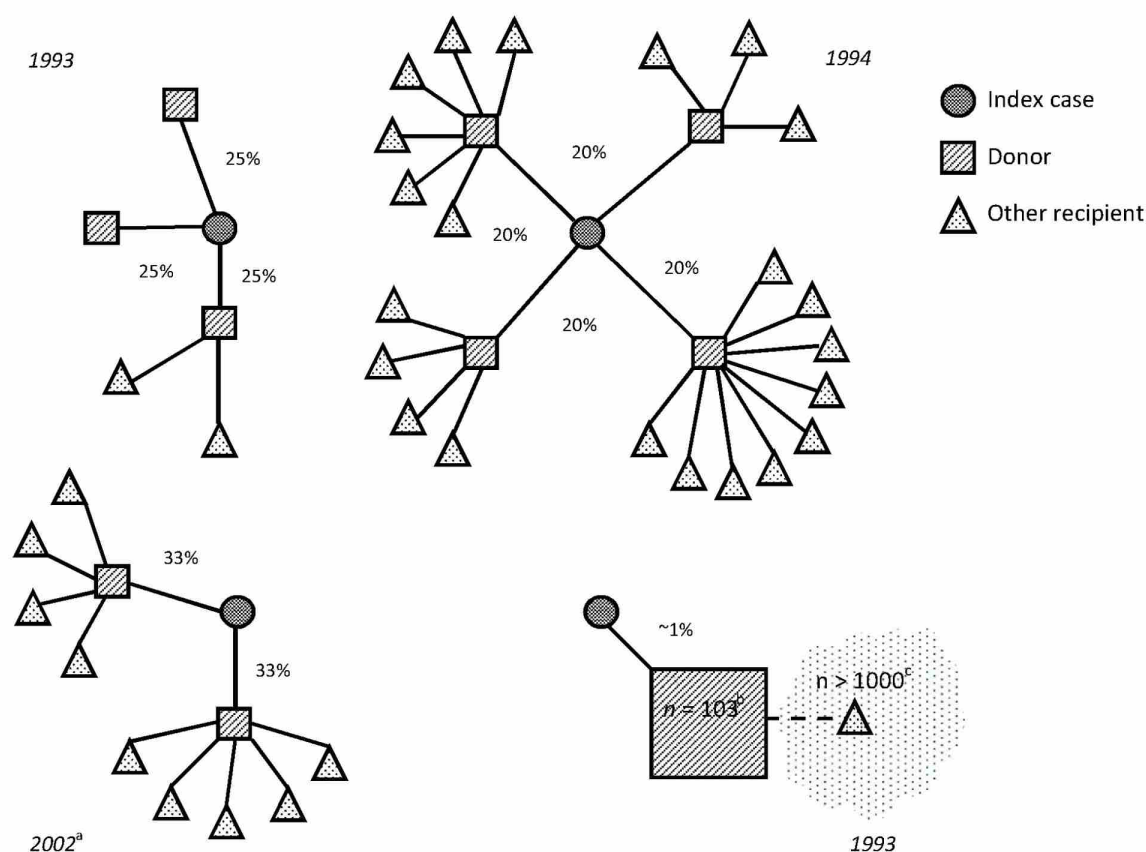 1993
1994
Index case
Donor
Other recipient
25%
25%
25%
20%
20%
20%
20%
33%
33%
2002ª
~1%
n = 103ᵇ
n > 1000ᶜ
1993